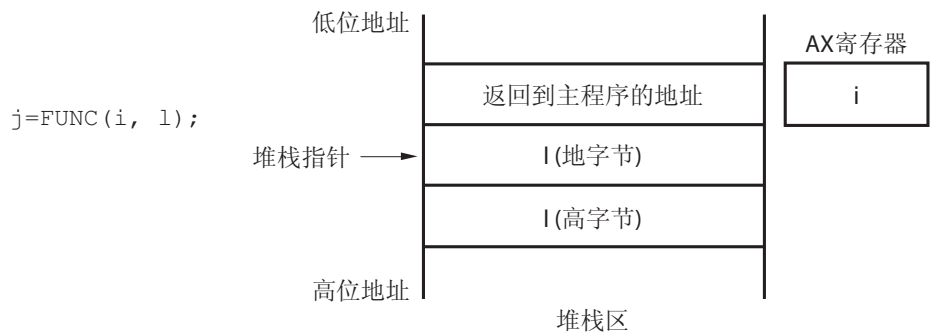 低位地址
AX寄存器
返回到主程序的地址
i
j=FUNC(i, l);
堆栈指针
l(地字节)
l(高字节)
高位地址
堆栈区